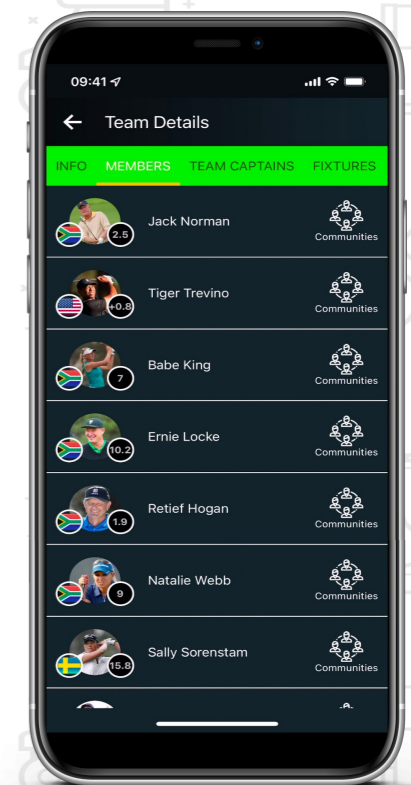 09:41
Team Details
INFO MEMBERS TEAM CAPTAINS FIXTURES
Jack Norman
2.5
Communities
Tiger Trevino
+0.8
Communities
Babe King
7
Communities
Ernie Locke
10.2
Communities
Retief Hogan
1.9
Communities
Natalie Webb
9
Communities
Sally Sorenstam
15.8
Communities